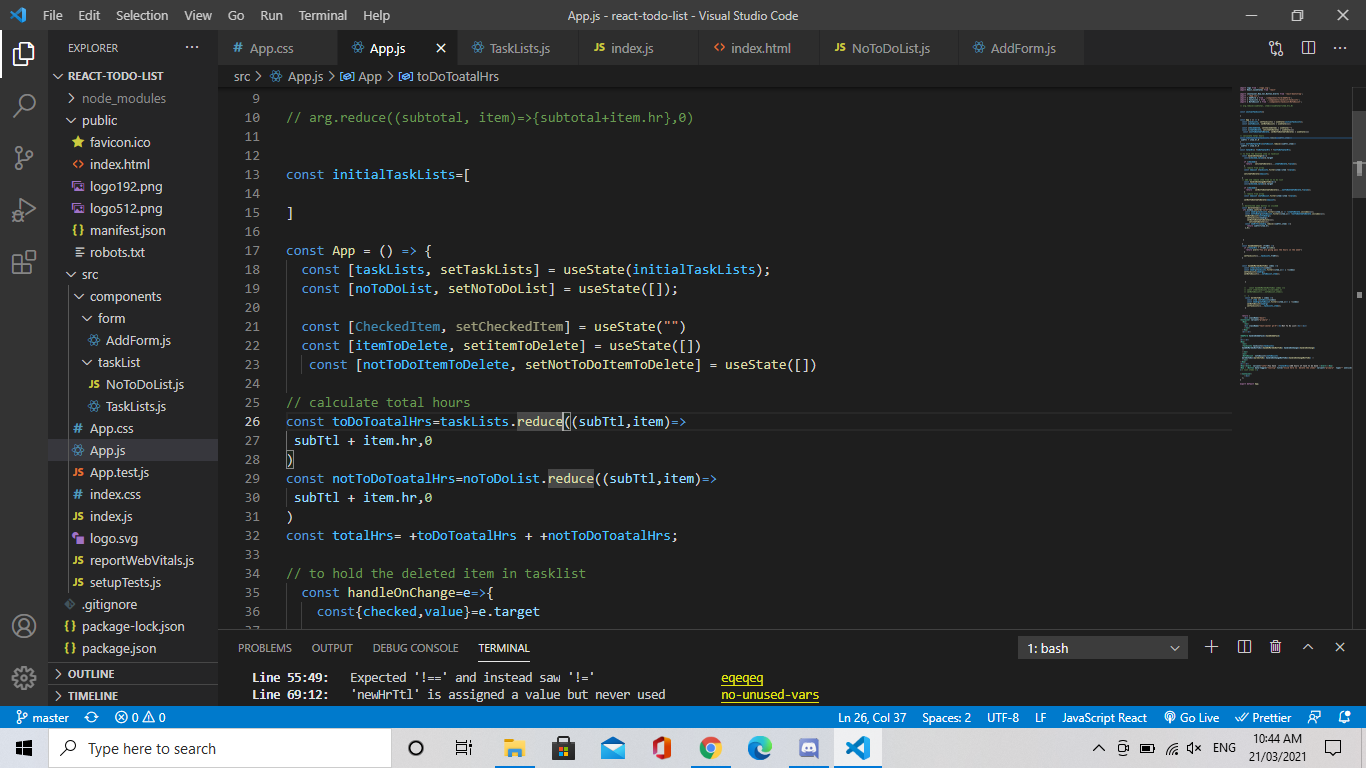 File Edit Selection View Go Run Terminal Help App.js - react-todo-list - Visual Studio Code
EXPLORER
REACT-TODO-LIST
node_modules
public
favicon.ico
index.html
logo192.png
logo512.png
manifest.json
robots.txt
src
components
form
AddForm.js
taskList
NoToDoList.js
TaskLists.js
App.css
App.js
App.test.js
index.css
index.js
logo.svg
reportWebVitals.js
setupTests.js
.gitignore
package-lock.json
package.json
OUTLINE
TIMELINE
App.css App.js TaskLists.js index.js index.html NoToDoList.js AddForm.js
src > App.js > App > toDoToatalHrs
9
10 // arg.reduce((subtotal, item)=>{subtotal+item.hr},0)
11
12
13 const initialTaskLists=[
14
15 ]
16
17 const App = () => {
18 const [taskLists, setTaskLists] = useState(initialTaskLists);
19 const [noToDoList, setNoToDoList] = useState([]);
20
21 const [CheckedItem, setCheckedItem] = useState("")
22 const [itemToDelete, setitemToDelete] = useState([])
23 const [notToDoItemToDelete, setNotToDoItemToDelete] = useState([])
24
25 // calculate total hours
26 const toDoToatalHrs=taskLists.reduce((subTtl,item)=>
27 subTtl + item.hr,0
28 )
29 const notToDoToatalHrs=noToDoList.reduce((subTtl,item)=>
30 subTtl + item.hr,0
31 )
32 const totalHrs= +toDoToatalHrs + +notToDoToatalHrs;
33
34 // to hold the deleted item in tasklist
35 const handleOnChange=e=>{
36 const{checked,value}=e.target
PROBLEMS OUTPUT DEBUG CONSOLE TERMINAL 1: bash
Line 55:49: Expected '!==' and instead saw '!=' eqeqeq
Line 69:12: 'newHrTtl' is assigned a value but never used no-unused-vars
master 0 0 Ln 26, Col 37 Spaces: 2 UTF-8 LF JavaScript React Go Live Prettier
Type here to search ENG 10:44 AM
21/03/2021